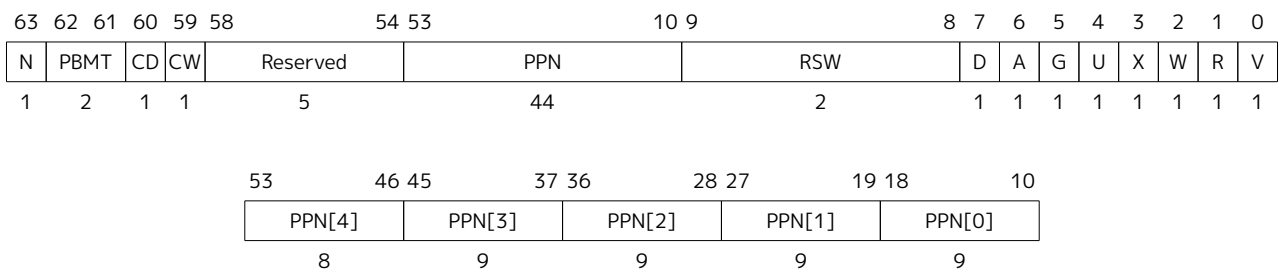 63 62 61 60 59 58 54 53 10 9 8 7 6 5 4 3 2 1 0
N PBMT CD CW Reserved PPN RSW D A G U X W R V
1 2 1 1 5 44 2 1 1 1 1 1 1 1 1
53 46 45 37 36 28 27 19 18 10
PPN[4] PPN[3] PPN[2] PPN[1] PPN[0]
8 9 9 9 9